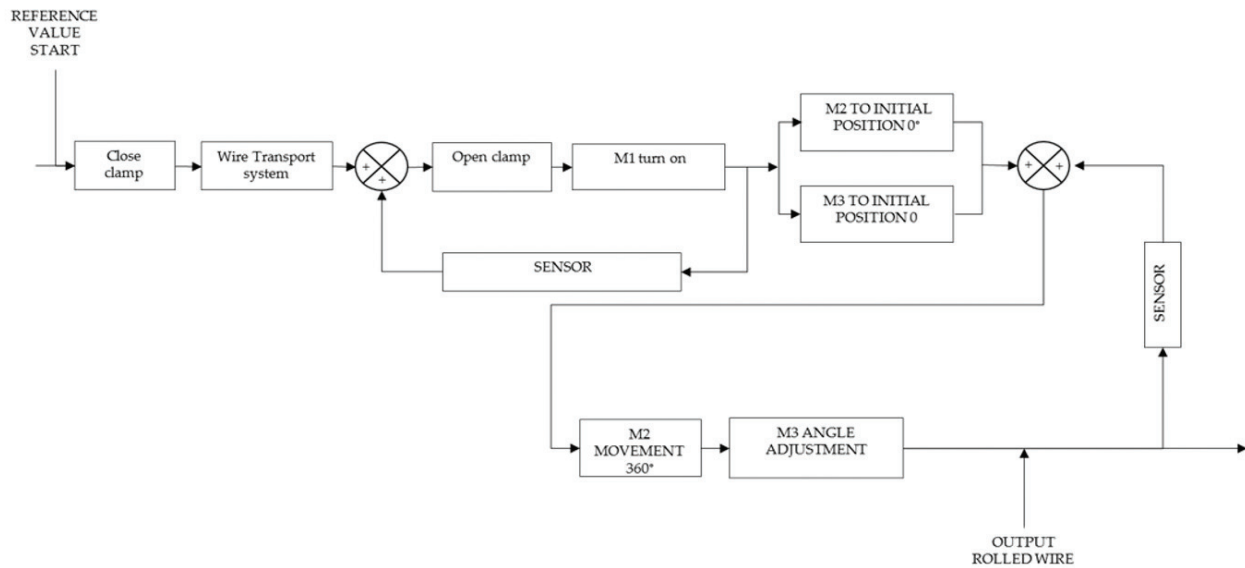 REFERENCE
VALUE
START
Close
clamp
Wire Transport
system
+
+
Open clamp
M1 turn on
M2 TO INITIAL
POSITION 0°
M3 TO INITIAL
POSITION 0
+ +
SENSOR
SENSOR
M2
MOVEMENT
360°
M3 ANGLE
ADJUSTMENT
OUTPUT
ROLLED WIRE